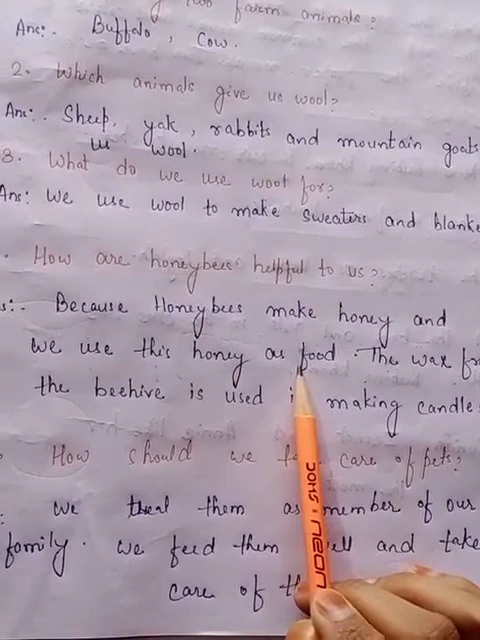 two farm animals?
Ans:. Buffalo, Cow.
2. Which animals give us wool?
Ans:. Sheep, yak, rabbits and mountain goats
us wool.
3. What do we use wool for?
Ans: We use wool to make sweaters and blanke
How are honeybees helpful to us?
s:. Because Honeybees make honey and
we use this honey as food. The wax fr
the beehive is used i making candle
How should we t care of pets?
: We treat them as member of our
family. We feed them ell and take
care of th
DOMS: neon